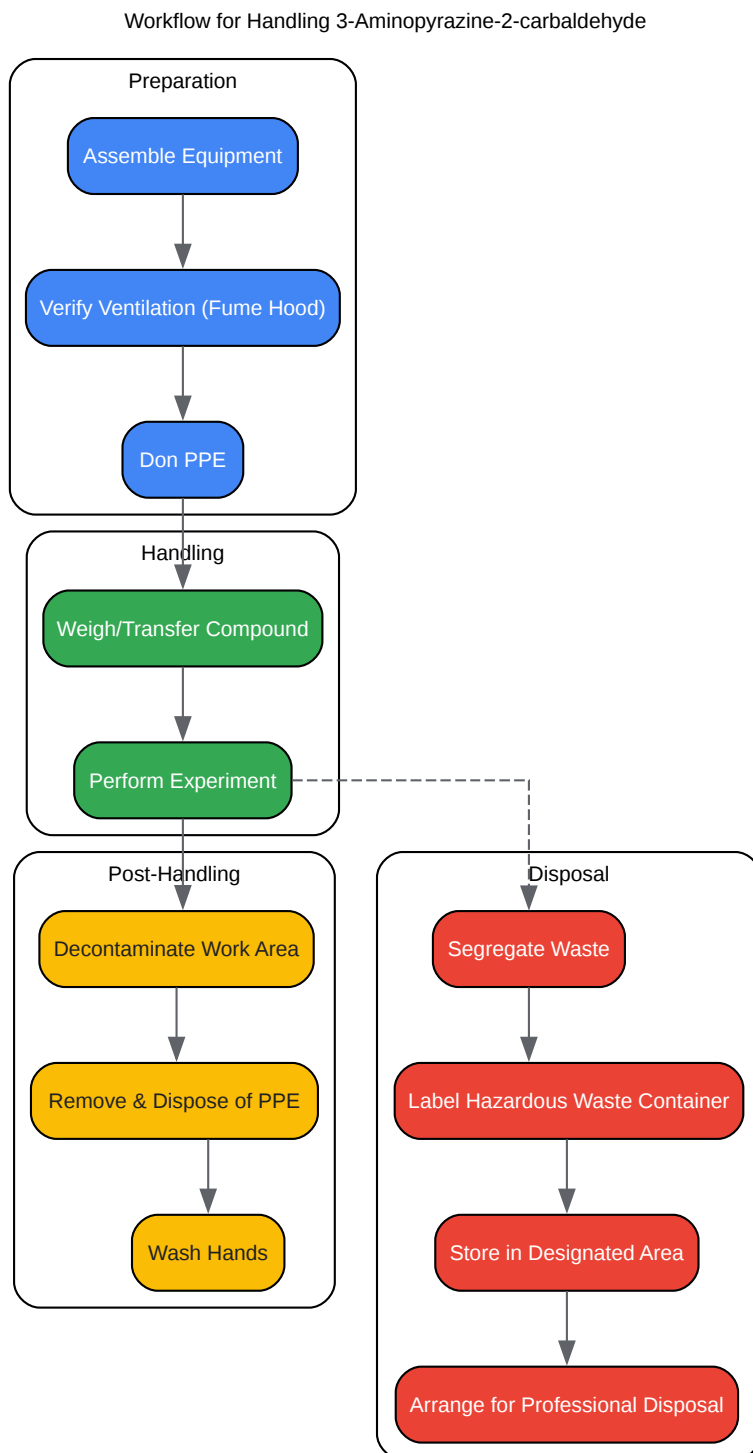 Workflow for Handling 3-Aminopyrazine-2-carbaldehyde
Preparation
Assemble Equipment
Verify Ventilation (Fume Hood)
Don PPE
Handling
Weigh/Transfer Compound
Perform Experiment
Post-Handling
Decontaminate Work Area
Remove & Dispose of PPE
Wash Hands
Disposal
Segregate Waste
Label Hazardous Waste Container
Store in Designated Area
Arrange for Professional Disposal